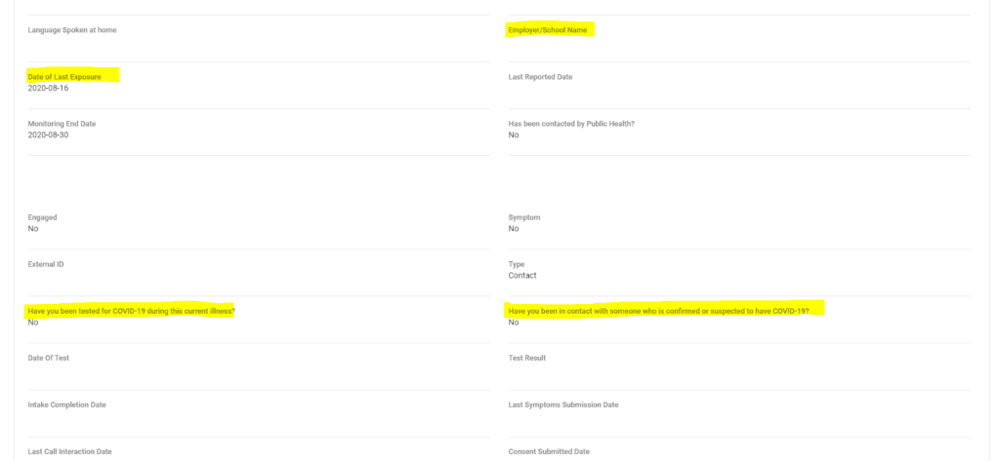 Language Spoken at home
Employer/School Name
Date of Last Exposure
2020-08-16
Last Reported Date
Monitoring End Date
2020-08-30
Has been contacted by Public Health?
No
Engaged
No
Symptom
No
External ID
Type
Contact
Have you been tested for COVID-19 during this current illness?
No
Have you been in contact with someone who is confirmed or suspected to have COVID-19?
No
Date Of Test
Test Result
Intake Completion Date
Last Symptoms Submission Date
Last Call Interaction Date
Consent Submitted Date